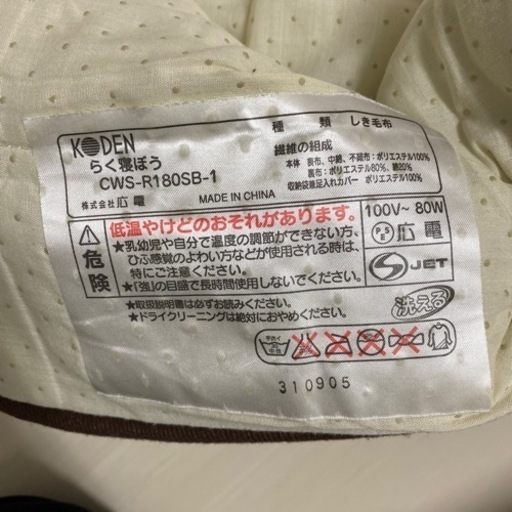 KODEN
らく寝ぼう
CWS-R180SB-1
株式会社 広電 MADE IN CHINA
種 類 しき毛布
繊維の組成
本体 表布、中綿、不織布:ポリエステル100%
裏布:ポリエステル80%、綿20%
収納袋兼足入れカバー ポリエステル100%
危険
低温やけどのおそれがあります。
★乳幼児や自分で温度の調節ができない方、
ひふ感覚のよわい方などが使用される時は、
特にご注意ください。
★「強」の目盛で長時間使用しないでください。
★取扱説明書は必ずお読みください。
★ドライクリーニングは絶対におやめください。
100V~ 80W
PSE 広電
S JET
洗える
手洗イ
中性
310905